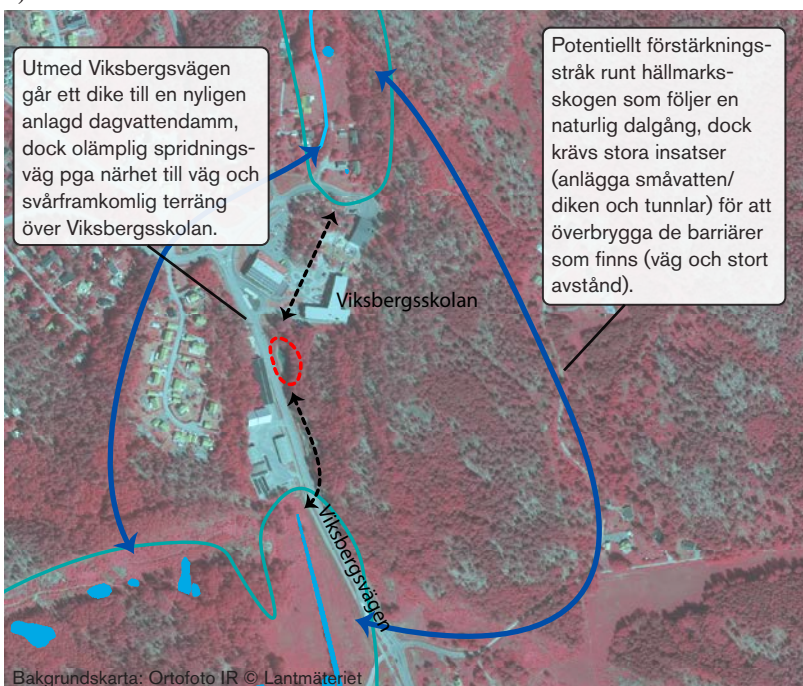 Utmed Viksbergsvägen
går ett dike till en nyligen
anlagd dagvattendamm,
dock olämplig spridnings-
väg pga närhet till väg och
svårframkomlig terräng
över Viksbergsskolan.
Potentiellt förstärknings-
stråk runt hällmarks-
skogen som följer en
naturlig dalgång, dock
krävs stora insatser
(anlägga småvatten/
diken och tunnlar) för att
överbrygga de barriärer
som finns (väg och stort
avstånd).
Viksbergsskolan
Viksbergsvägen
Bakgrundskarta: Ortofoto IR © Lantmäteriet